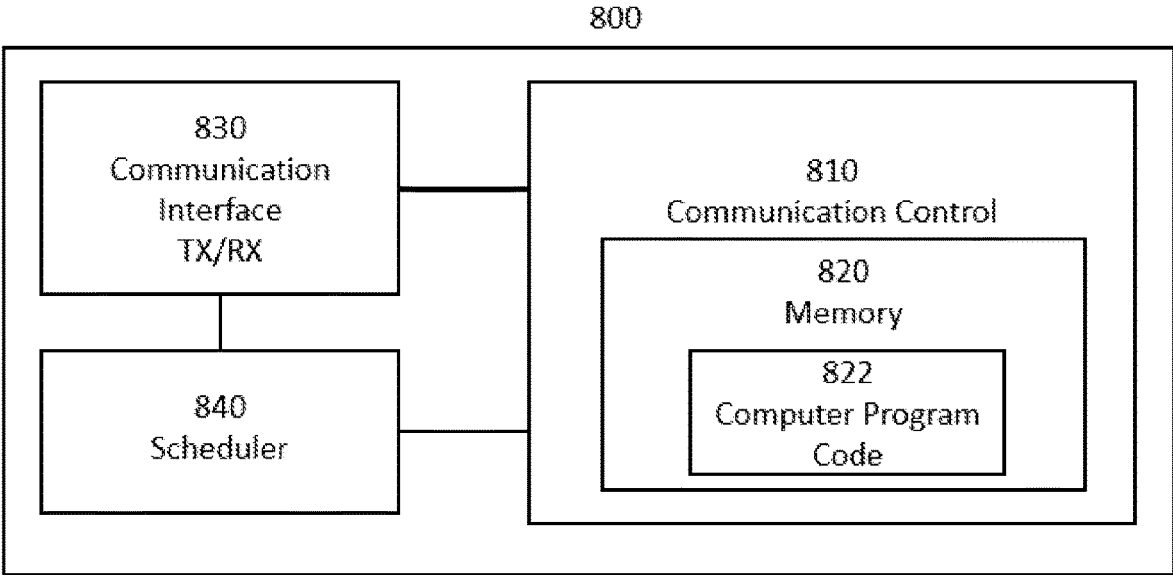 800
830
Communication
Interface
TX/RX
810
Communication Control
820
Memory
822
Computer Program
Code
840
Scheduler